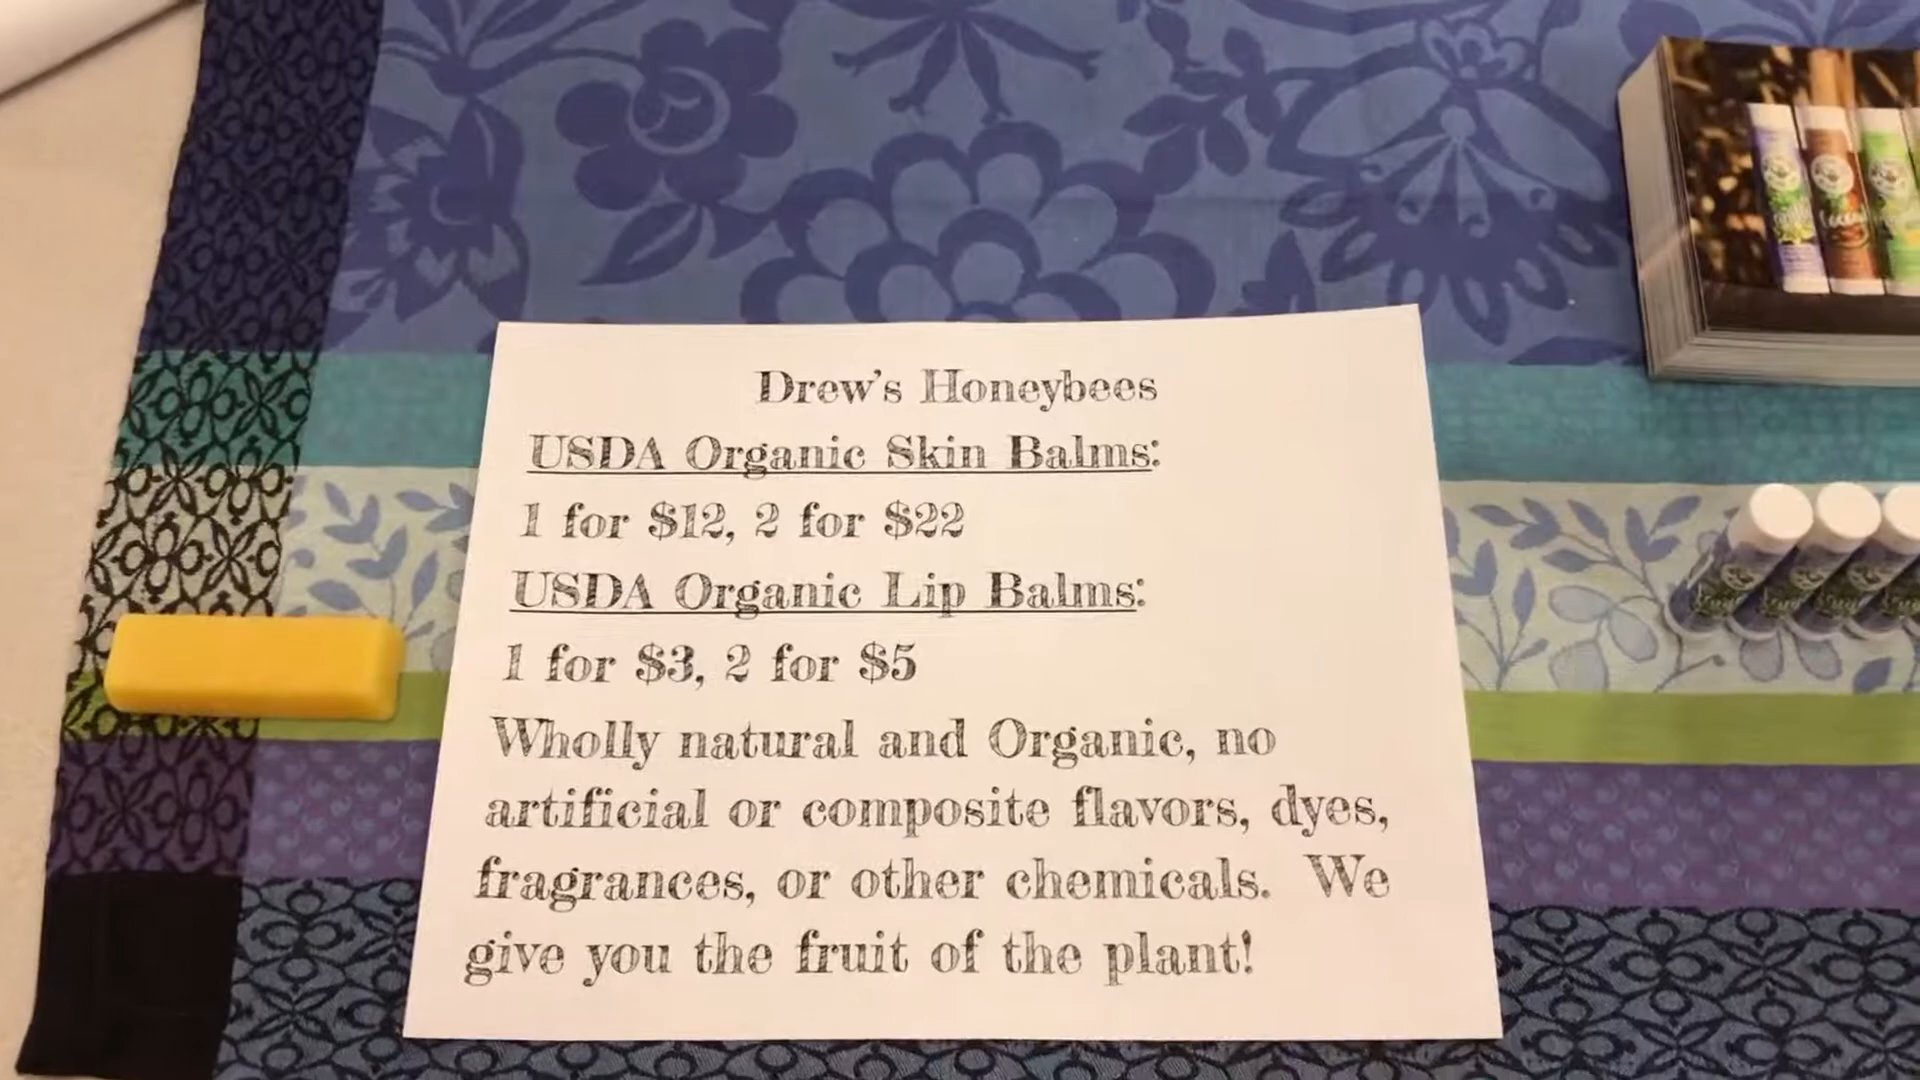 Drew's Honeybees
USDA Organic Skin Balms:
1 for $12, 2 for $22
USDA Organic Lip Balms:
1 for $3, 2 for $5
Wholly natural and Organic, no
artificial or composite flavors, dyes,
fragrances, or other chemicals. We
give you the fruit of the plant!